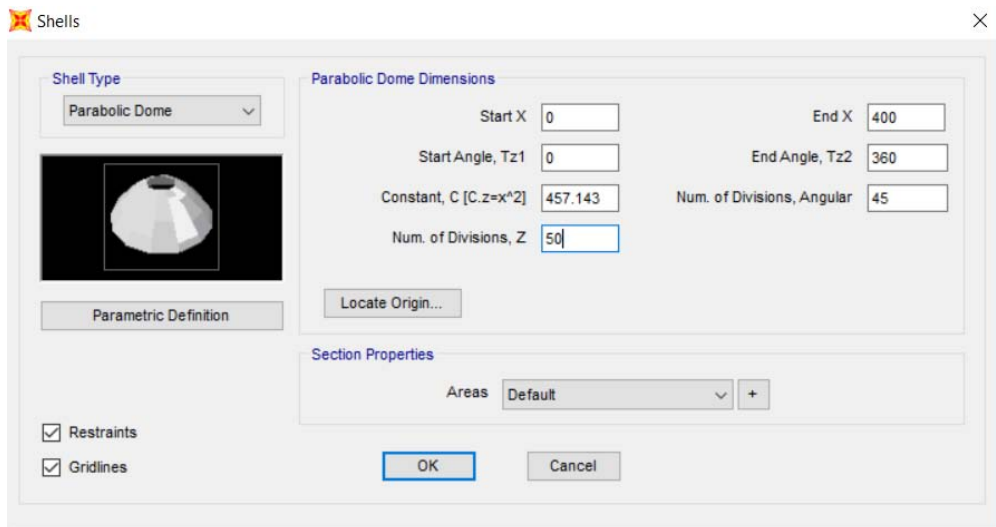 Shells
Shell Type
Parabolic Dome
Parametric Definition
Restraints
Gridlines
Parabolic Dome Dimensions
Start X 0 End X 400
Start Angle, Tz1 0 End Angle, Tz2 360
Constant, C [C.z=x^2] 457.143 Num. of Divisions, Angular 45
Num. of Divisions, Z 50
Locate Origin...
Section Properties
Areas Default +
OK Cancel